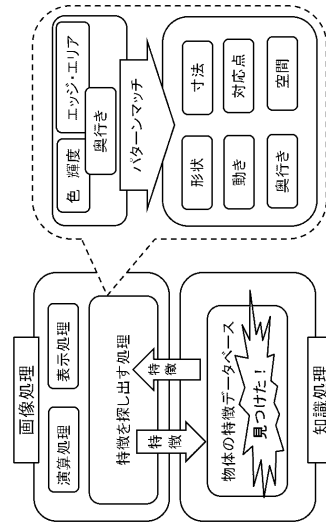 画像処理
演算処理
表示処理
特徴を探し出す処理
特徴
特徴
物体の特徴データベース
見つけた!
知識処理
色 輝度
エッジ・エリア
奥行き
パターンマッチ
形状
寸法
動き
対応点
奥行き
空間